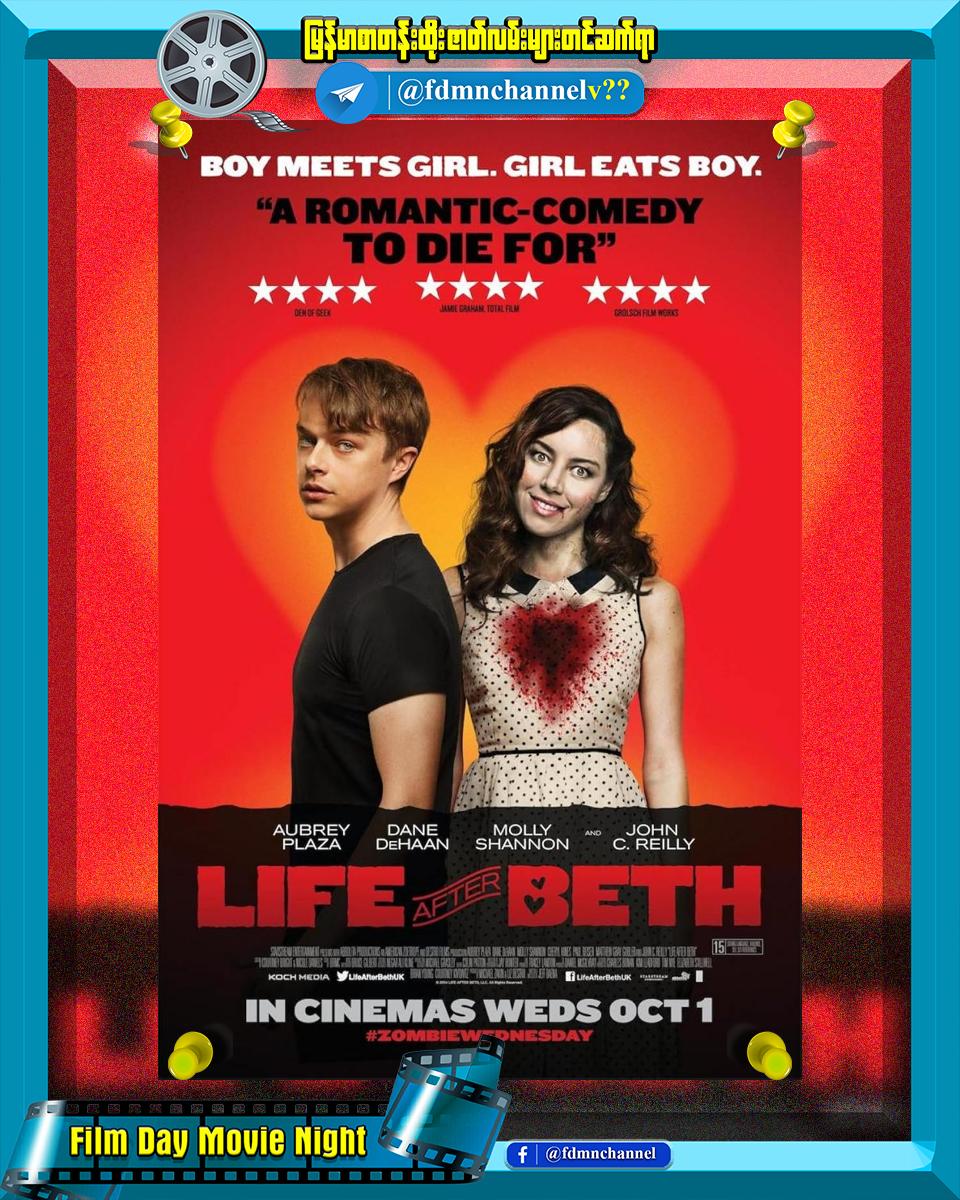 မြန်မာစာတန်းထိုးဇာတ်လမ်းများတင်ဆက်ရာ
@fdmnchannelv??
BOY MEETS GIRL. GIRL EATS BOY.
“A ROMANTIC-COMEDY
TO DIE FOR”
DEN OF GEEK
JAMIE GRAHAM, TOTAL FILM
GROLSCH FILM WORKS
AUBREY PLAZA
DANE DeHAAN
MOLLY SHANNON
AND
JOHN C. REILLY
LIFE AFTER BETH
15
KOCH MEDIA LifeAfterBethUK LifeAfterBethUK
IN CINEMAS WEDS OCT 1
#ZOMBIEWEDNESDAY
Film Day Movie Night
@fdmnchannel